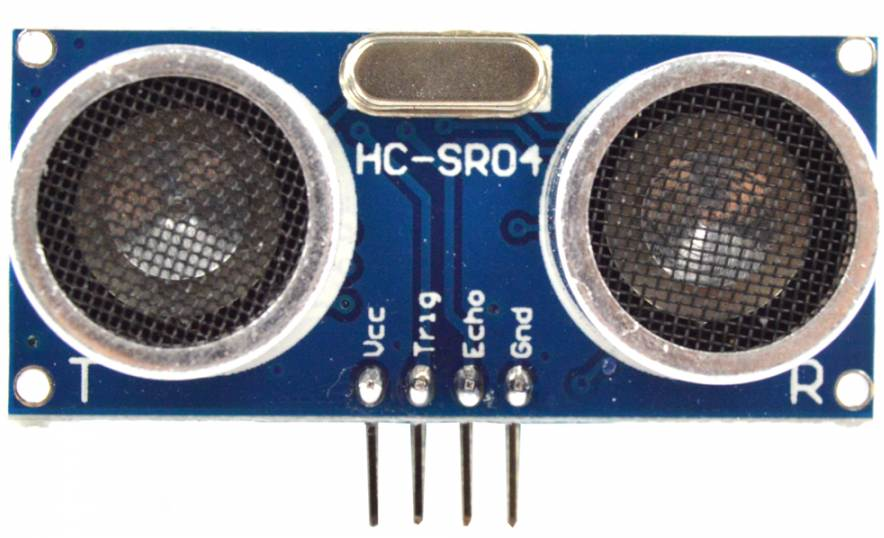 HC-SR04
Vcc
Trig
Echo
Gnd
T
R